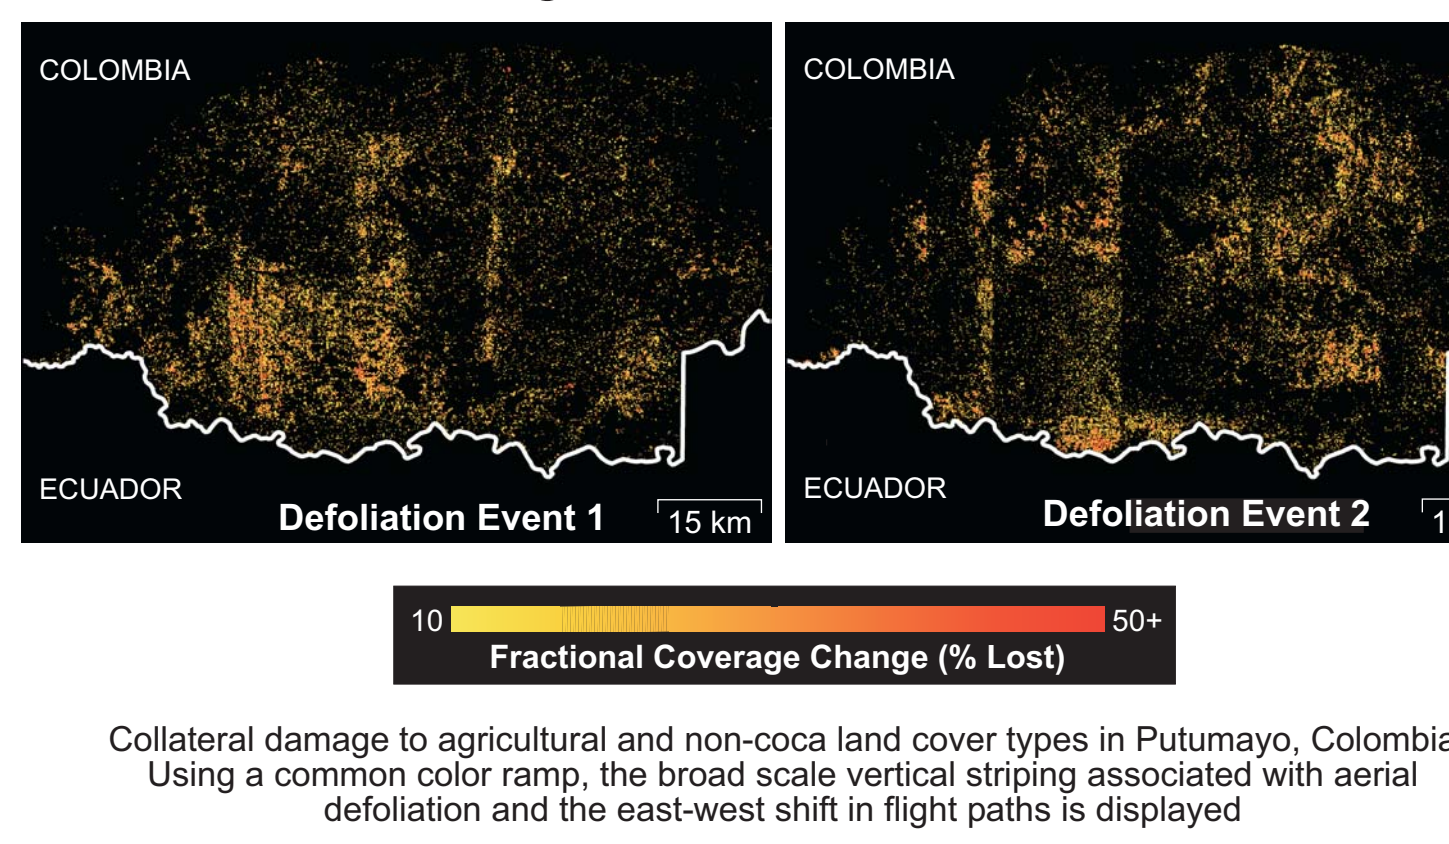 COLOMBIA
COLOMBIA
ECUADOR
Defoliation Event 1
15 km
ECUADOR
Defoliation Event 2
1
10
50+
Fractional Coverage Change (% Lost)
Collateral damage to agricultural and non-coca land cover types in Putumayo, Colombia
Using a common color ramp, the broad scale vertical striping associated with aerial
defoliation and the east-west shift in flight paths is displayed